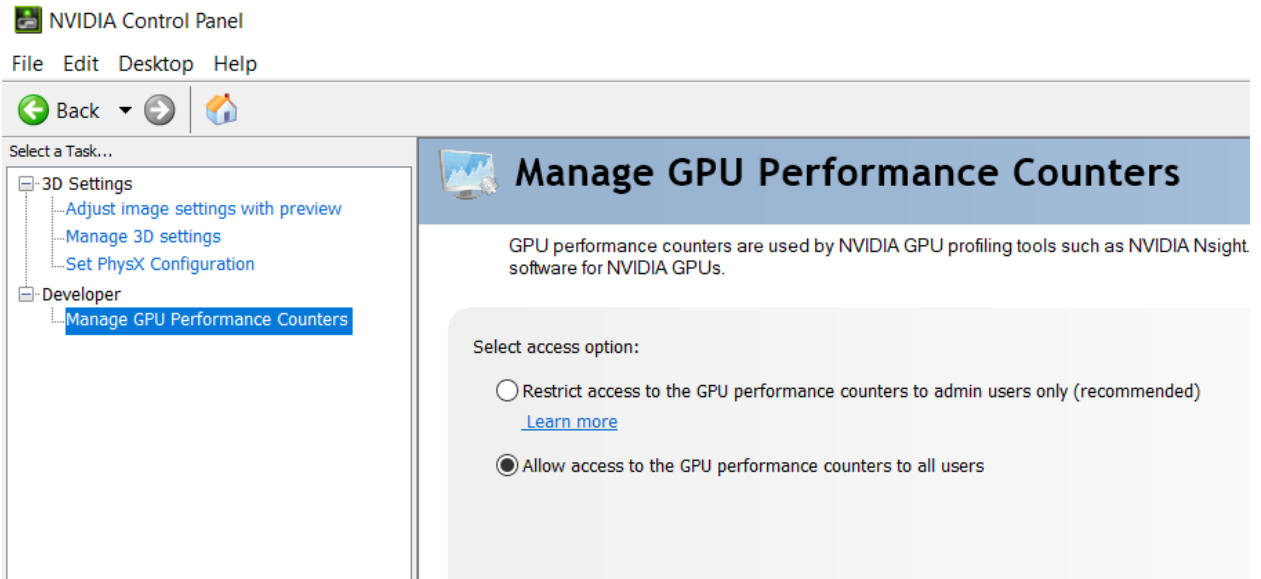 NVIDIA Control Panel
File Edit Desktop Help
Back
Select a Task...
3D Settings
Adjust image settings with preview
Manage 3D settings
Set PhysX Configuration
Developer
Manage GPU Performance Counters
Manage GPU Performance Counters
GPU performance counters are used by NVIDIA GPU profiling tools such as NVIDIA Nsight.
software for NVIDIA GPUs.
Select access option:
Restrict access to the GPU performance counters to admin users only (recommended)
Learn more
Allow access to the GPU performance counters to all users